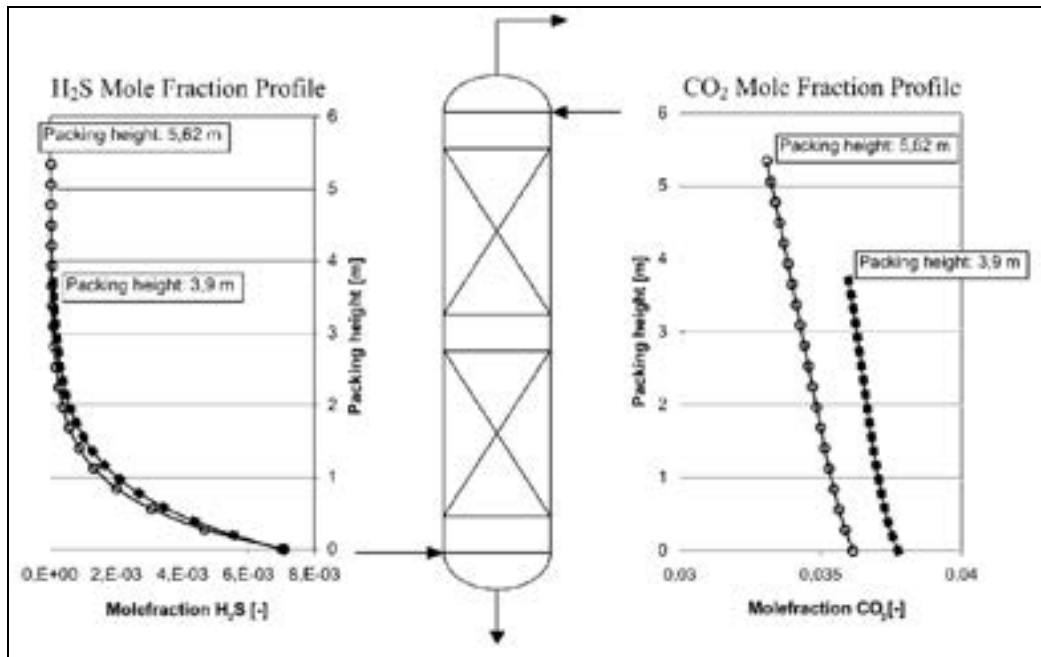 H₂S Mole Fraction Profile
Packing height: 5,62 m
Packing height: 3,9 m
6
5
4
3
2
1
0
Packing height [m]
0,E+00 2,E-03 4,E-03 6,E-03 8,E-03
Molefraction H₂S [-]
CO₂ Mole Fraction Profile
Packing height: 5,62 m
Packing height: 3,9 m
6
5
4
3
2
1
0
Packing height [m]
0.03 0.035 0.04
Molefraction CO₂[-]